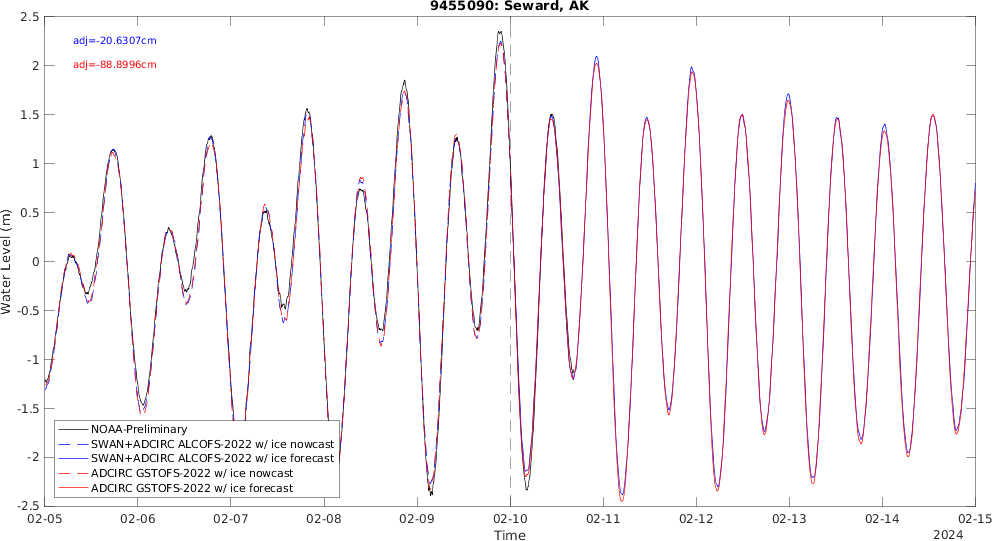 9455090: Seward, AK
adj=-20.6307cm
adj=-88.8996cm
2.5
2
1.5
1
0.5
0
-0.5
-1
-1.5
-2
-2.5
Water Level (m)
NOAA-Preliminary
SWAN+ADCIRC ALCOFS-2022 w/ ice nowcast
SWAN+ADCIRC ALCOFS-2022 w/ ice forecast
ADCIRC GSTOFS-2022 w/ ice nowcast
ADCIRC GSTOFS-2022 w/ ice forecast
02-05 02-06 02-07 02-08 02-09 02-10 02-11 02-12 02-13 02-14 02-15
Time
2024